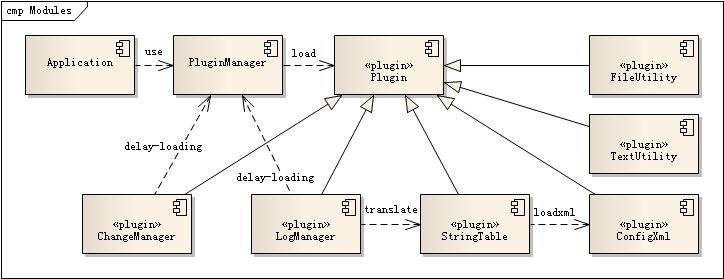 cmp Modules
Application
use
PluginManager
load
«plugin»
Plugin
«plugin»
FileUtility
«plugin»
TextUtility
delay-loading
delay-loading
«plugin»
ChangeManager
«plugin»
LogManager
translate
«plugin»
StringTable
loadxml
«plugin»
ConfigXml